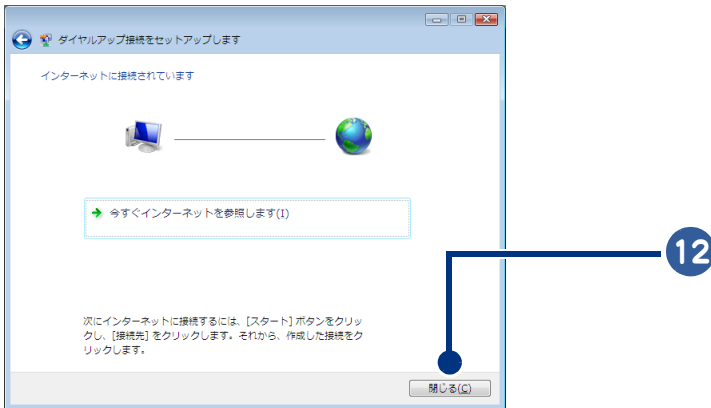 ダイヤルアップ接続をセットアップします
インターネットに接続されています
今すぐインターネットを参照します(I)
12
次にインターネットに接続するには、[スタート] ボタンをクリッ
クし、[接続先] をクリックします。それから、作成した接続をク
リックします。
閉じる(C)